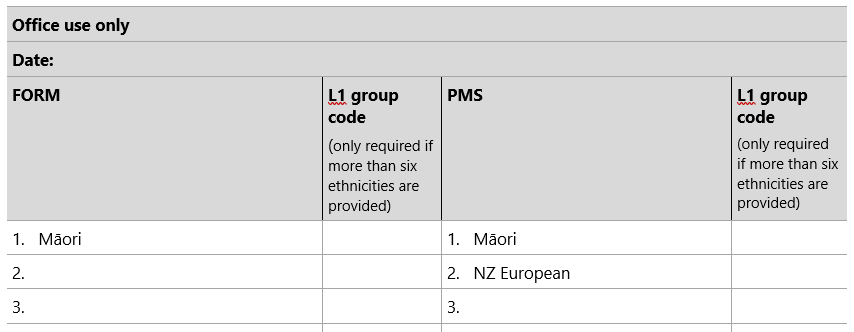 Office use only
Date:
FORM
L1 group
code
(only required if
more than six
ethnicities are
provided)
PMS
L1 group
code
(only required
if more than six
ethnicities are
provided)
1. Māori
1. Māori
2.
2. NZ European
3.
3.